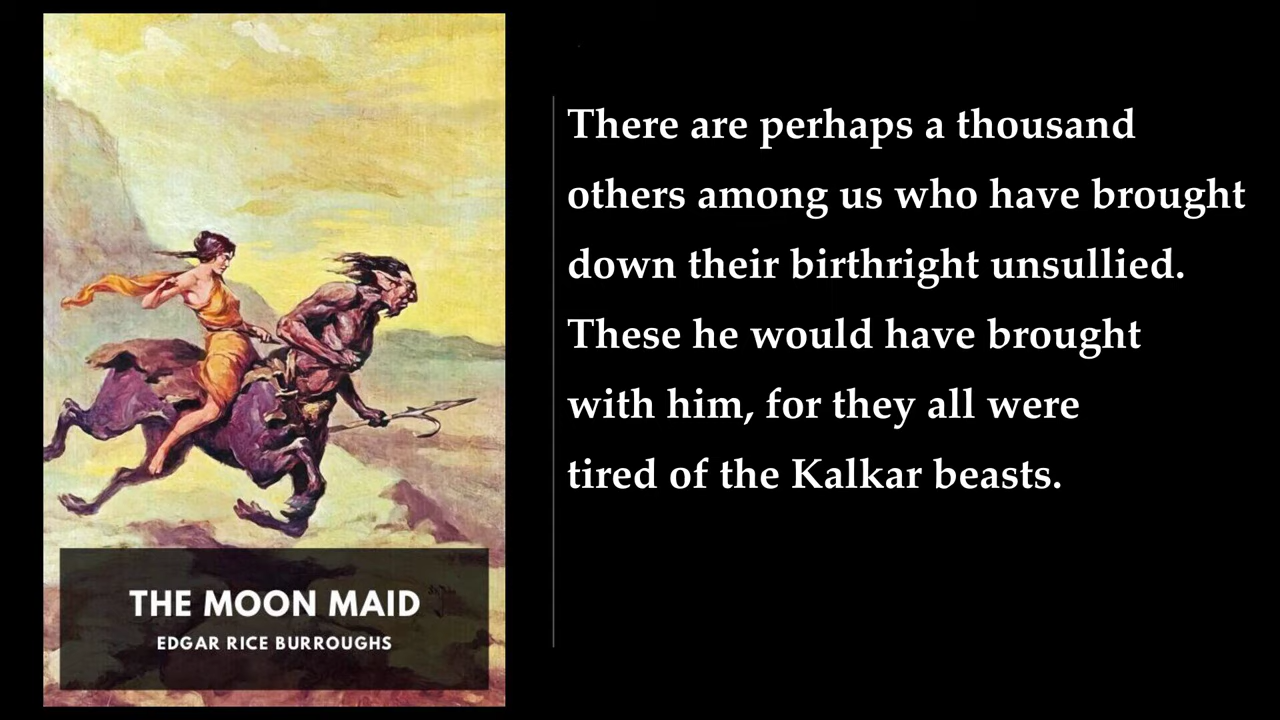 THE MOON MAID
EDGAR RICE BURROUGHS
There are perhaps a thousand
others among us who have brought
down their birthright unsullied.
These he would have brought
with him, for they all were
tired of the Kalkar beasts.